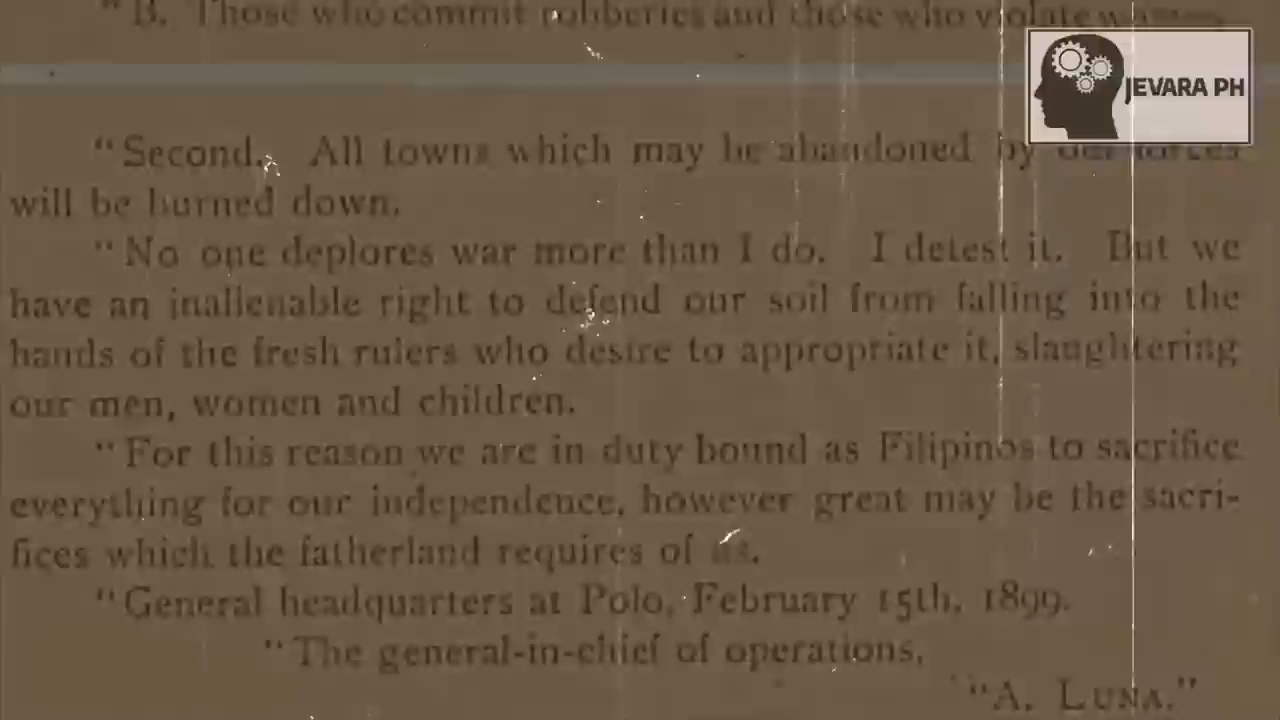 "B. Those who commit robberies and those who violate women
JEVARA PH
"Second. All towns which may be abandoned by our forces
will be burned down.
"No one deplores war more than I do. I detest it. But we
have an inalienable right to defend our soil from falling into the
hands of the fresh rulers who desire to appropriate it, slaughtering
our men, women and children.
"For this reason we are in duty bound as Filipinos to sacrifice
everything for our independence, however great may be the sacri-
fices which the fatherland requires of us.
"General headquarters at Polo, February 15th, 1899.
"The general-in-chief of operations,
"A. LUNA."